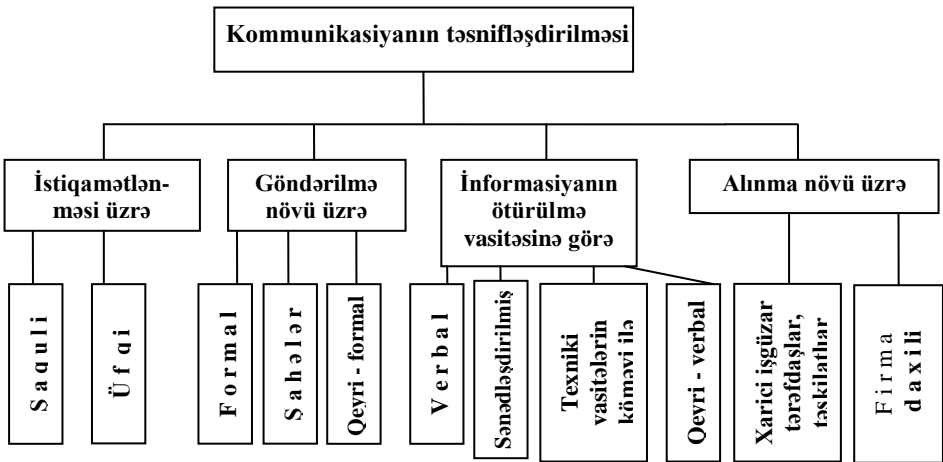 Kommunikasiyanın təsnifləşdirilməsi
İstiqamətlən-
məsi üzrə
Göndərilmə
növü üzrə
İnformasiyanın
ötürülmə
vasitəsinə görə
Alınma növü üzrə
Şaquli
Üfqi
Formal
Şahələr
Qeyri - formal
Verbal
Sənədləşdirilmiş
Texniki
vasitələrin
köməyi ilə
Qeyri - verbal
Xarici işgüzar
tərəfdaşlar,
təşkilatlar
Firma
daxili